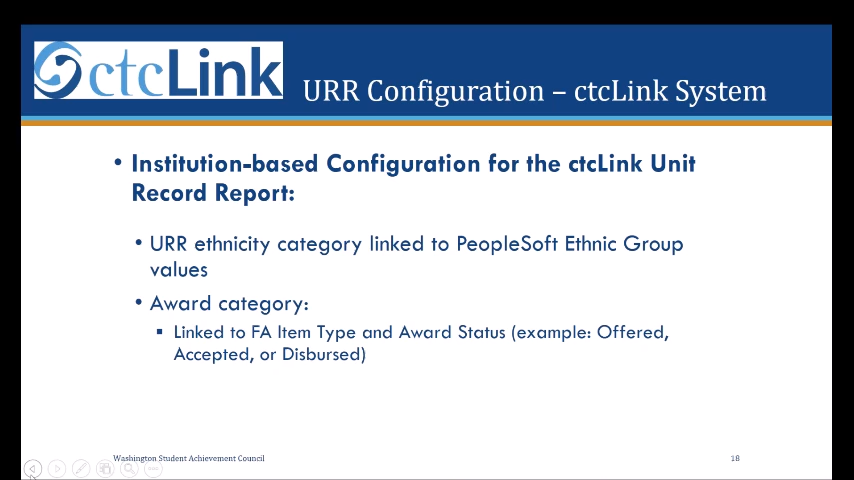 ctcLink
URR Configuration – ctcLink System
• Institution-based Configuration for the ctcLink Unit
Record Report:
• URR ethnicity category linked to PeopleSoft Ethnic Group
values
• Award category:
▪ Linked to FA Item Type and Award Status (example: Offered,
Accepted, or Disbursed)
Washington Student Achievement Council
18